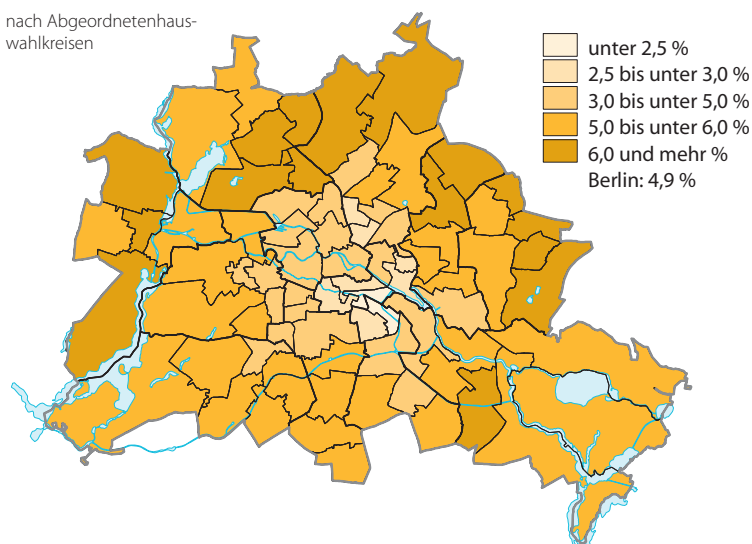 nach Abgeordnetenhaus-
wahlkreisen
unter 2,5 %
2,5 bis unter 3,0 %
3,0 bis unter 5,0 %
5,0 bis unter 6,0 %
6,0 und mehr %
Berlin: 4,9 %